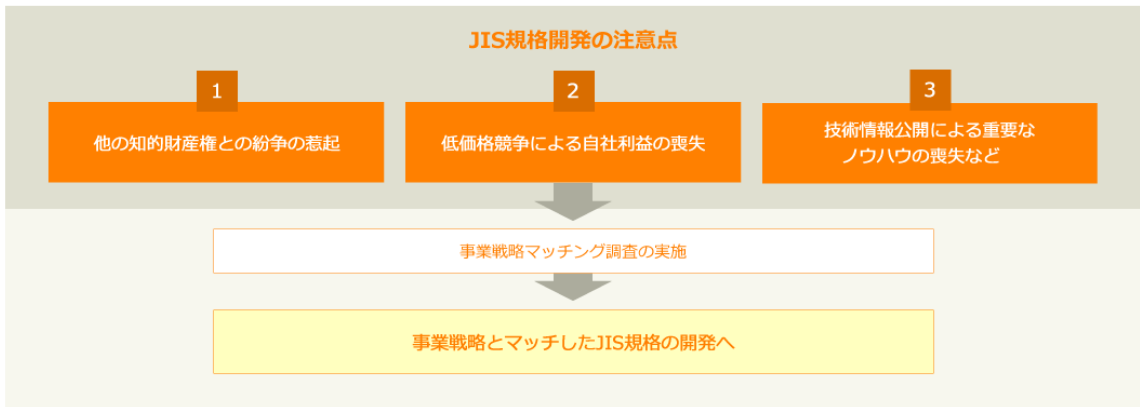 JIS規格開発の注意点
1
他の知的財産権との紛争の惹起
2
低価格競争による自社利益の喪失
3
技術情報公開による重要な
ノウハウの喪失など
事業戦略マッチング調査の実施
事業戦略とマッチしたJIS規格の開発へ